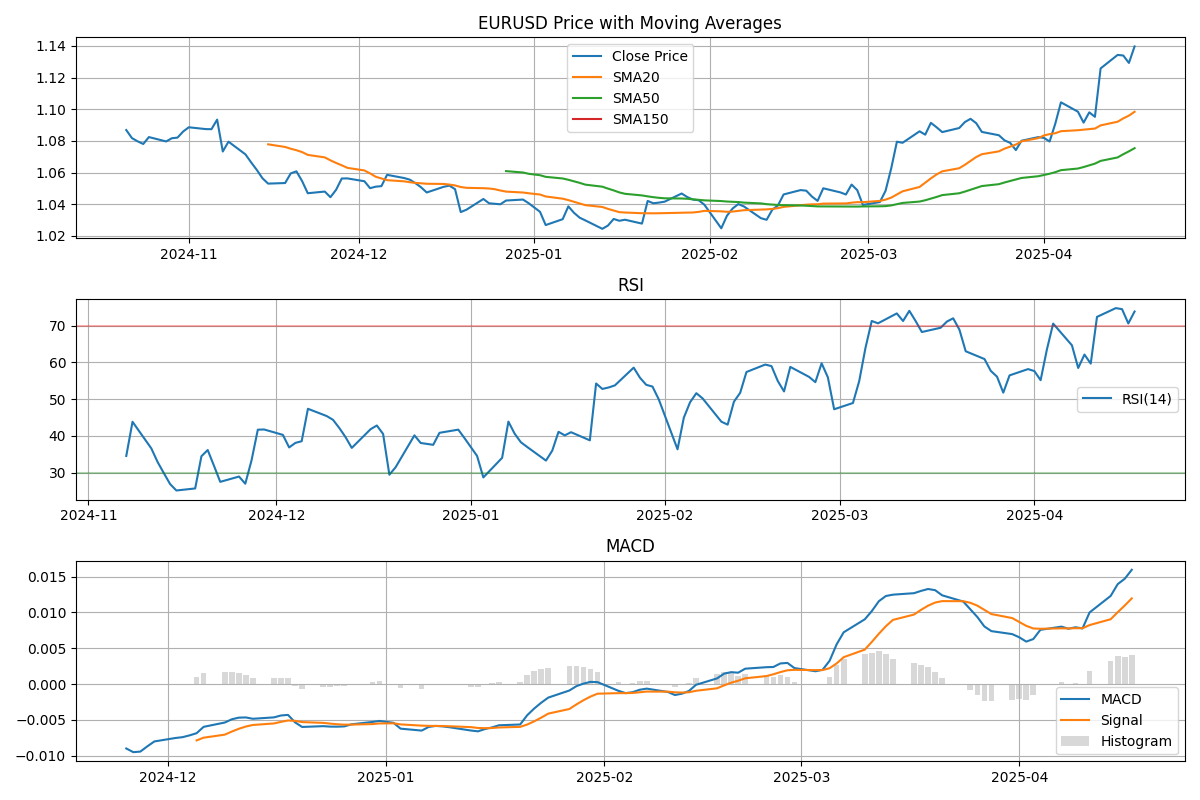 EURUSD Price with Moving Averages
1.14
1.12
1.10
1.08
1.06
1.04
1.02
Close Price
SMA20
SMA50
SMA150
2024-11 2024-12 2025-01 2025-02 2025-03 2025-04
RSI
70
60
50
40
30
RSI(14)
2024-11 2024-12 2025-01 2025-02 2025-03 2025-04
MACD
0.015
0.010
0.005
0.000
−0.005
−0.010
MACD
Signal
Histogram
2024-12 2025-01 2025-02 2025-03 2025-04